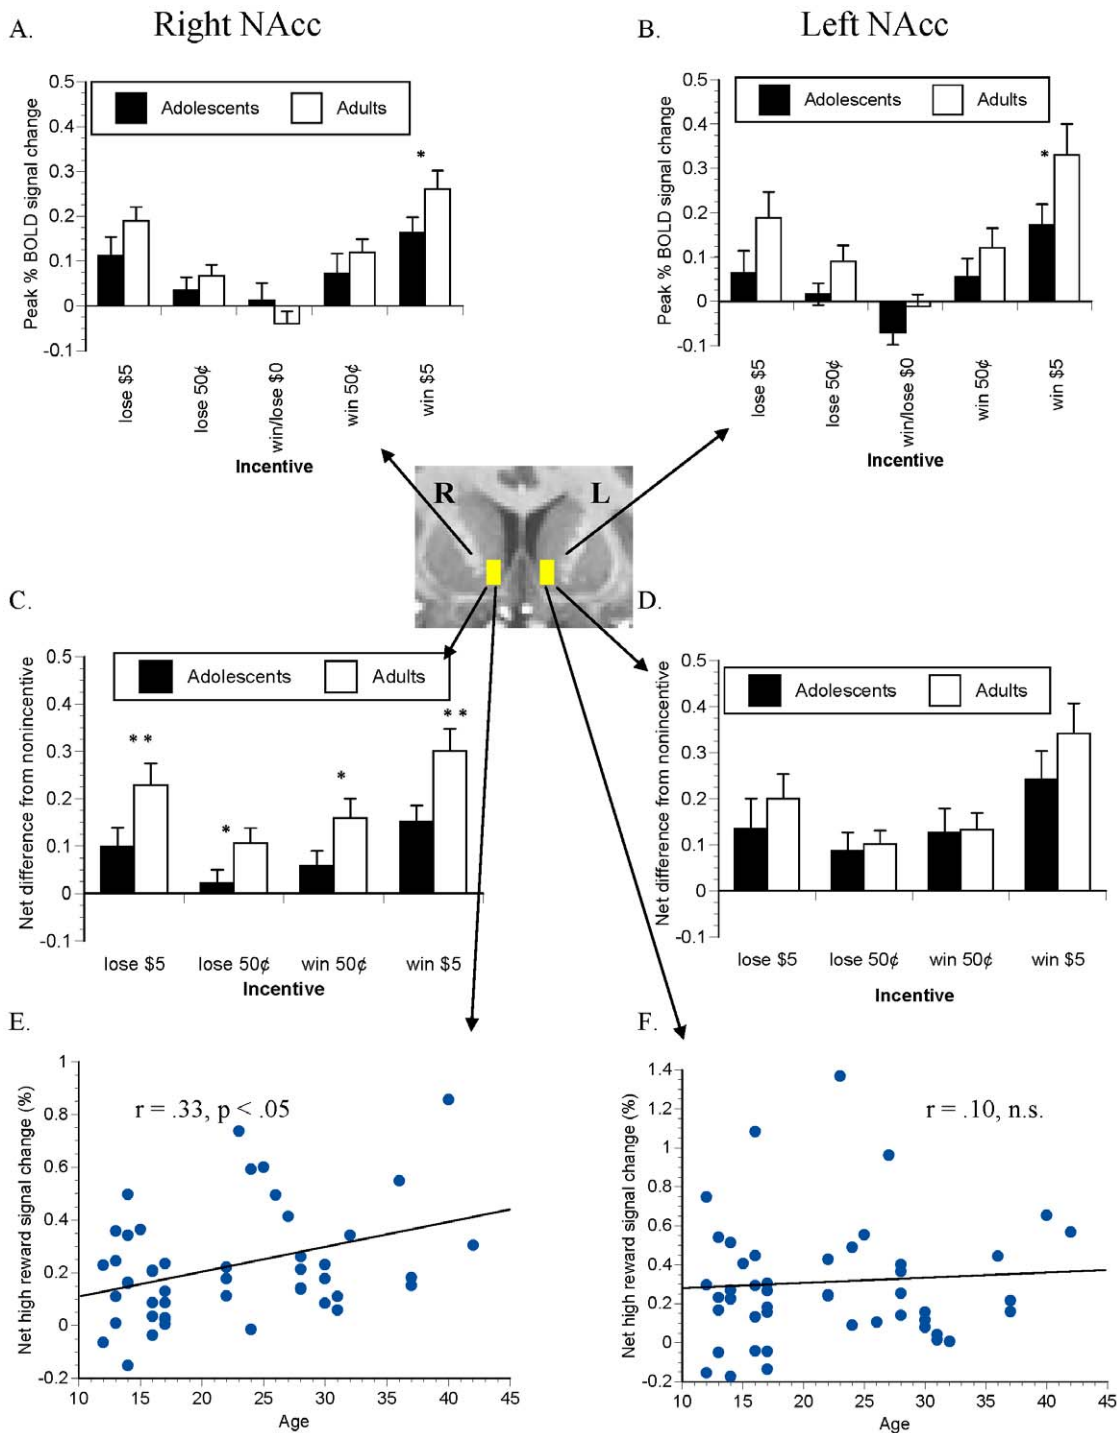 A. Right NAcc
B. Left NAcc
Peak % BOLD signal change
0.5
0.4
0.3
0.2
0.1
0
-0.1
Adolescents Adults
*
lose $5
lose 50¢
win/lose $0
win 50¢
win $5
Incentive
Peak % BOLD signal change
0.5
0.4
0.3
0.2
0.1
0
-0.1
Adolescents Adults
*
lose $5
lose 50¢
win/lose $0
win 50¢
win $5
Incentive
R L
C.
Net difference from nonincentive
0.5
0.4
0.3
0.2
0.1
0
-0.1
Adolescents Adults
** * * **
lose $5 lose 50¢ win 50¢ win $5
Incentive
D.
Net difference from nonincentive
0.5
0.4
0.3
0.2
0.1
0
-0.1
Adolescents Adults
lose $5 lose 50¢ win 50¢ win $5
Incentive
E.
Net high reward signal change (%)
1
0.8
0.6
0.4
0.2
0
-0.2
r = .33, p < .05
10 15 20 25 30 35 40 45
Age
F.
Net high reward signal change (%)
1.4
1.2
1
0.8
0.6
0.4
0.2
0
-0.2
r = .10, n.s.
10 15 20 25 30 35 40 45
Age